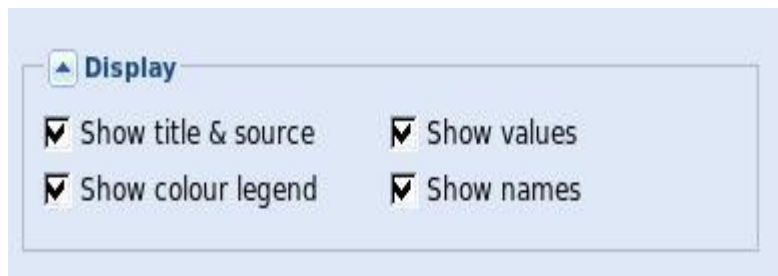 Display
Show title & source
Show values
Show colour legend
Show names